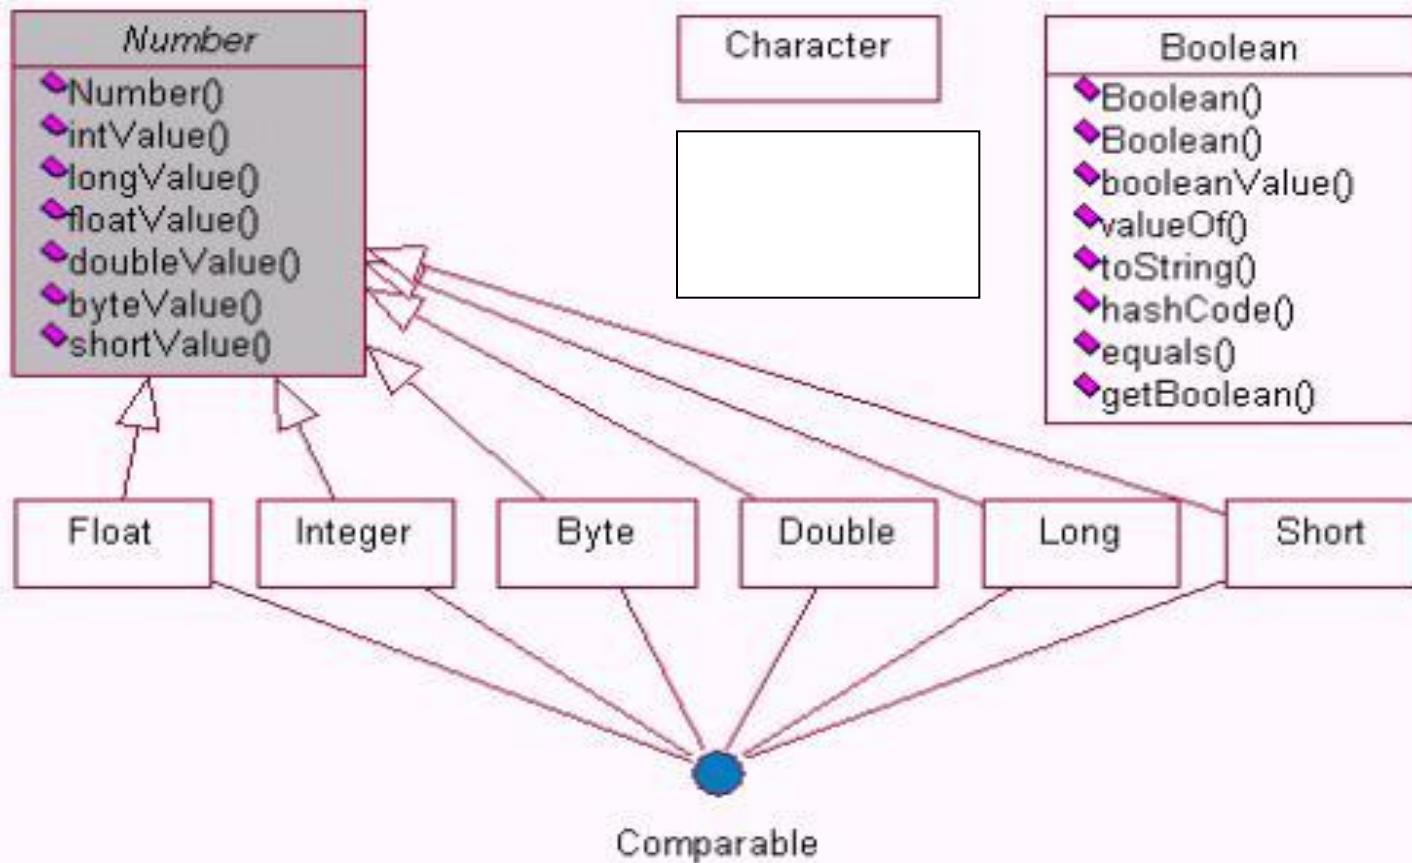 Number
Number()
intValue()
longValue()
floatValue()
doubleValue()
byteValue()
shortValue()
Character
Boolean
Boolean()
Boolean()
booleanValue()
valueOf()
toString()
hashCode()
equals()
getBoolean()
Float
Integer
Byte
Double
Long
Short
Comparable